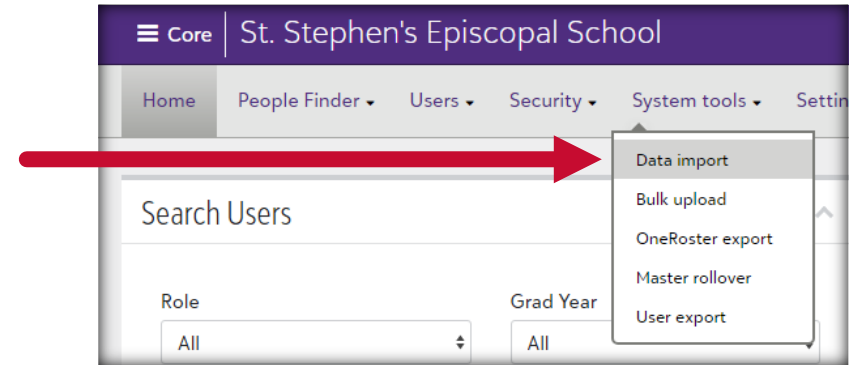 Core St. Stephen's Episcopal School
Home People Finder Users Security System tools Settin
Data import
Search Users Bulk upload
OneRoster export
Master rollover
Role Grad Year
User export
All All